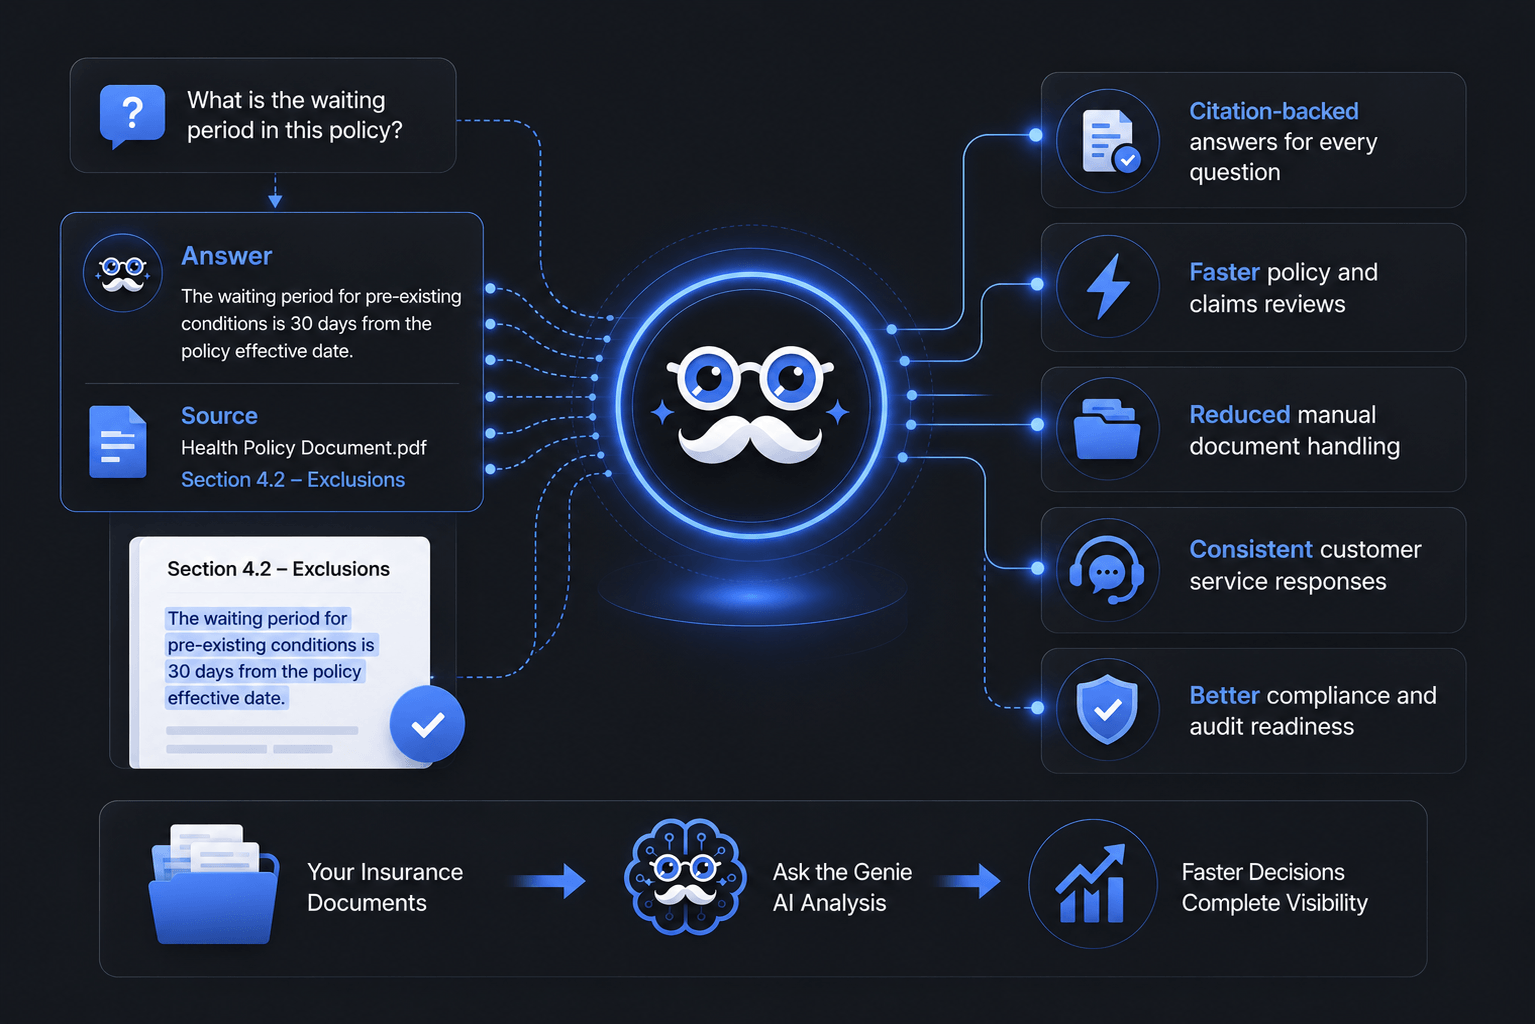 ?
What is the waiting
period in this policy?
Answer
The waiting period for pre-existing
conditions is 30 days from the
policy effective date.
Source
Health Policy Document.pdf
Section 4.2 – Exclusions
Section 4.2 – Exclusions
The waiting period for
pre-existing conditions is
30 days from the policy
effective date.
Citation-backed
answers for every
question
Faster policy and
claims reviews
Reduced manual
document handling
Consistent customer
service responses
Better compliance and
audit readiness
Your Insurance
Documents
Ask the Genie
AI Analysis
Faster Decisions
Complete Visibility